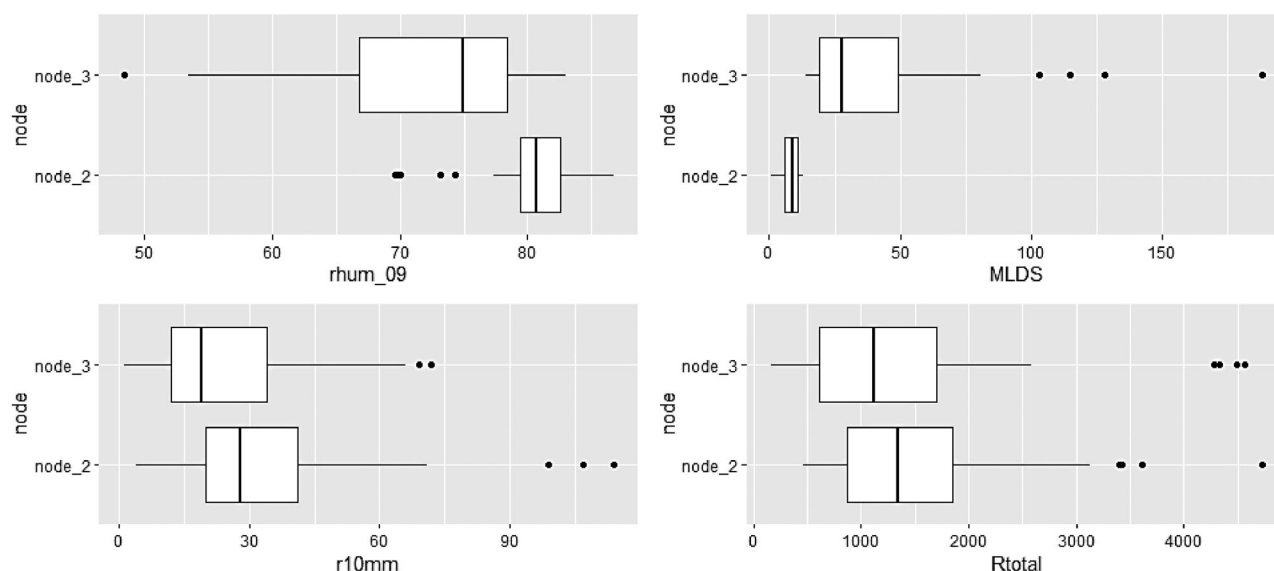 node
node_3
node_2
50 60 70 80
rhum_09
node
node_3
node_2
0 50 100 150
MLDS
node
node_3
node_2
0 30 60 90
r10mm
node
node_3
node_2
0 1000 2000 3000 4000
Rtotal